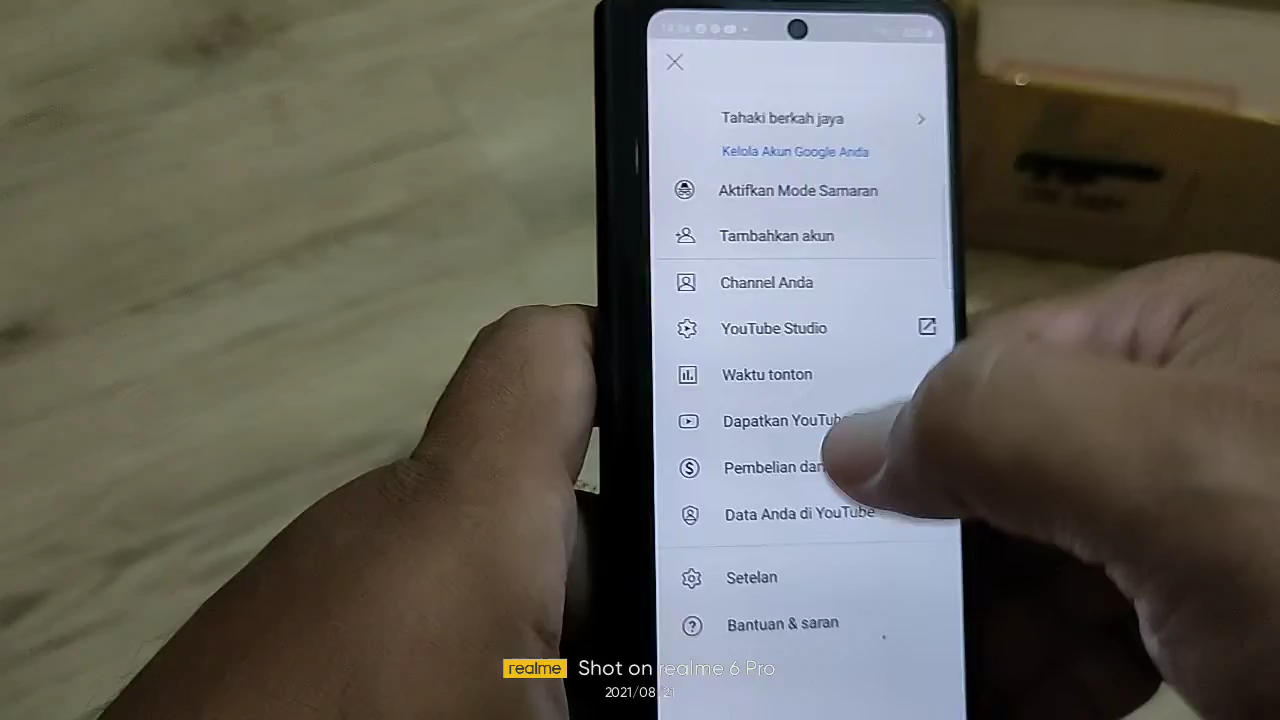 Tahaki berkah jaya
Kelola Akun Google Anda
Aktifkan Mode Samaran
Tambahkan akun
Channel Anda
YouTube Studio
Waktu tonton
Dapatkan YouTube
Pembelian dan
Data Anda di YouTube
Setelan
Bantuan & saran
realme Shot on realme 6 Pro
2021/08/21